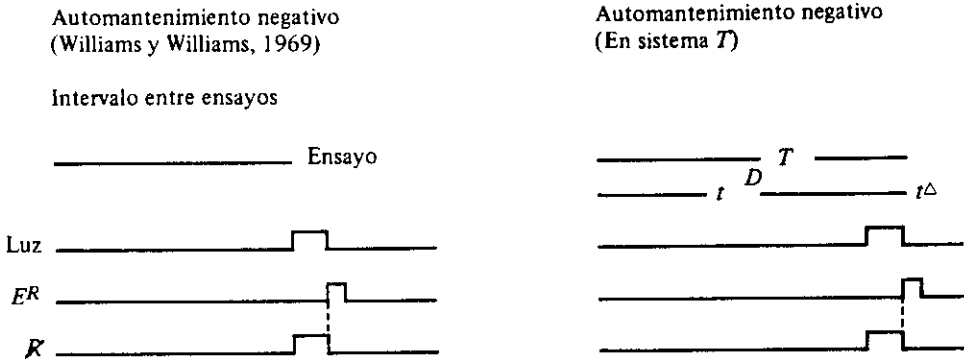 Automantenimiento negativo
(Williams y Williams, 1969)
Intervalo entre ensayos
Ensayo
Luz
E^R
R̸
Automantenimiento negativo
(En sistema T)
T
t D t^△